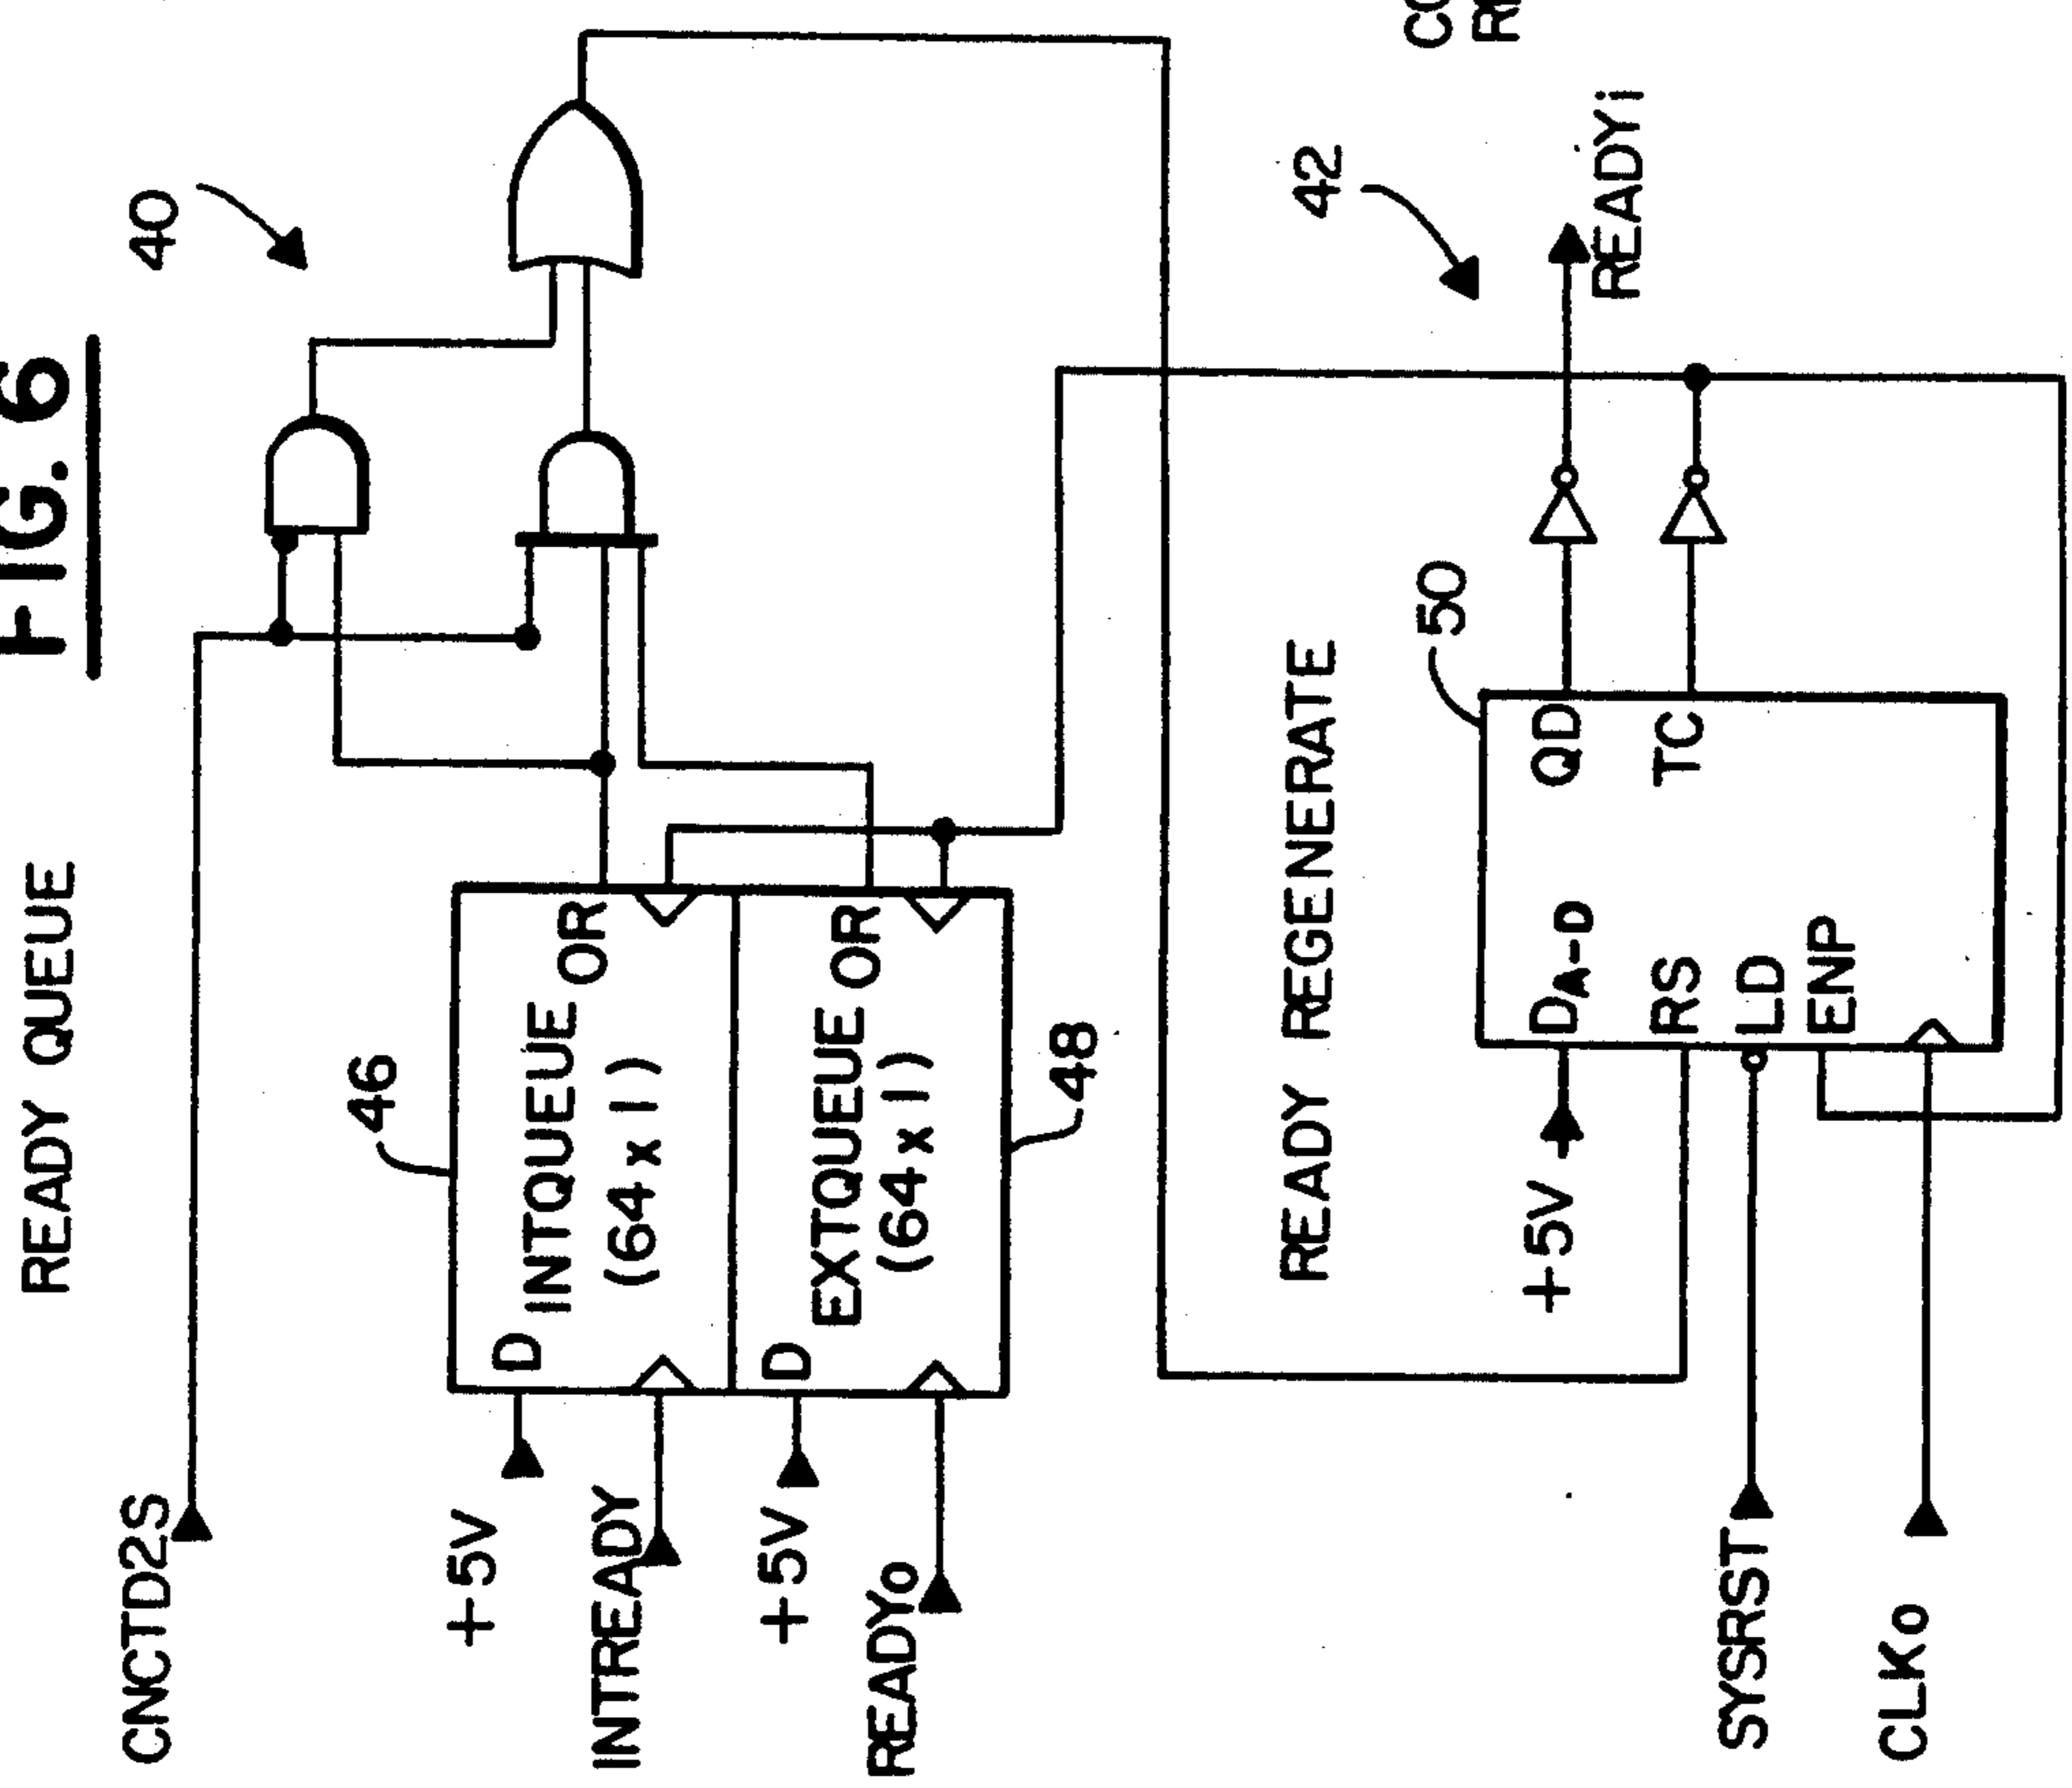 FIG. 6
READY QUEUE
40
CNCTD2S
46
+5V
D
INTQUEUE OR
(64 x 1)
INTREADY
+5V
D
EXTQUEUE OR
(64 x 1)
READYo
48
READY REGENERATE
42
50
+5V
DA-D
QD
READYi
RS
TC
SYSRST
LD
ENP
CLKo